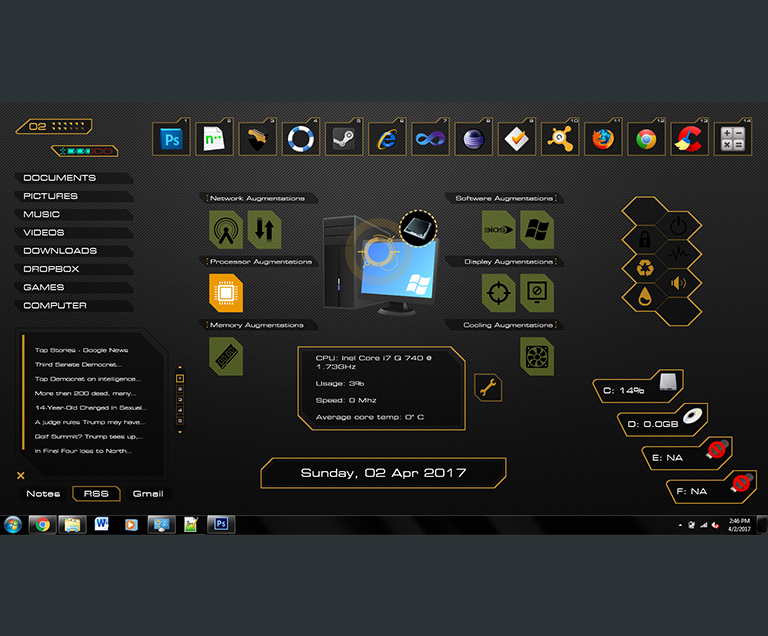 02
1 2 3 4 5 6 7 8 9 10 11 12 13 14
Ps n++
DOCUMENTS
PICTURES
MUSIC
VIDEOS
DOWNLOADS
DROPBOX
GAMES
COMPUTER
Network Augmentations
Software Augmentations
BIOS
Processor Augmentations
Display Augmentations
Memory Augmentations
Cooling Augmentations
CPU: Inel Core i7 Q 740 @
1.73GHz
Usage: 3%
Speed: 0 Mhz
Average core temp: 0° C
Top Stories - Google News
Third Senate Democrat...
Top Democrat on intelligence...
More than 200 dead, many...
14-Year-Old Charged In Sexual...
A judge rules Trump may have...
Golf Summit? Trump tees up,...
In Final Four loss to North...
1
2
3
4
5
C: 14%
D: 0.0GB
E: NA
F: NA
Sunday, 02 Apr 2017
Notes RSS Gmail
W Ps
2:46 PM
4/2/2017